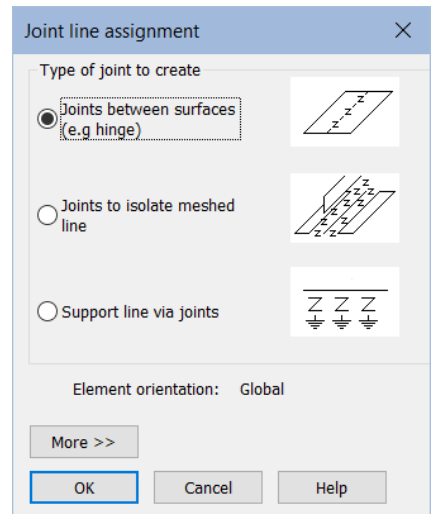 Joint line assignment
Type of joint to create
Joints between surfaces
(e.g hinge)
z
z
Joints to isolate meshed
line
Support line via joints
Z Z Z
Element orientation: Global
More >>
OK Cancel Help